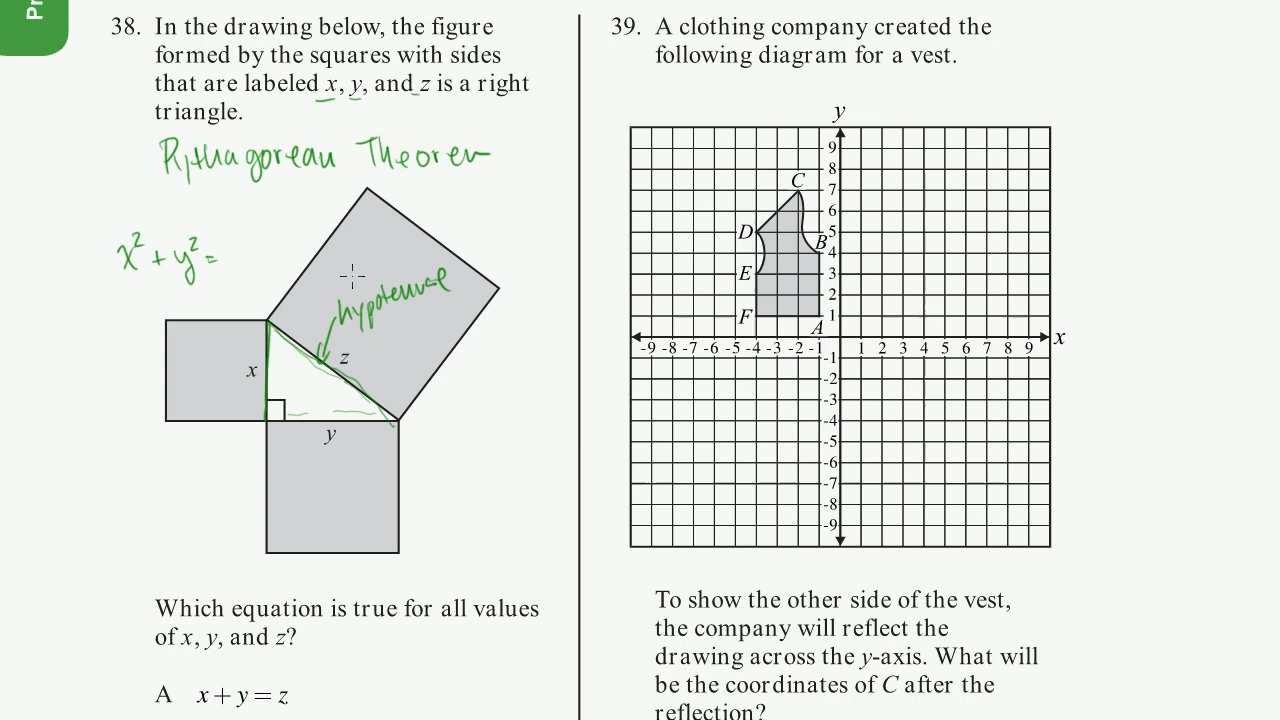 Pr
38. In the drawing below, the figure
formed by the squares with sides
that are labeled x, y, and z is a right
triangle.
Pythagorean Theorem
x² + y² =
hypotenuse
z
x
y
Which equation is true for all values
of x, y, and z?
A x + y = z
39. A clothing company created the
following diagram for a vest.
y
9
8
C
7
6
D
5
B
4
E
3
2
F
1
A
x
-9 -8 -7 -6 -5 -4 -3 -2 -1 1 2 3 4 5 6 7 8 9
-1
-2
-3
-4
-5
-6
-7
-8
-9
To show the other side of the vest,
the company will reflect the
drawing across the y-axis. What will
be the coordinates of C after the
reflection?